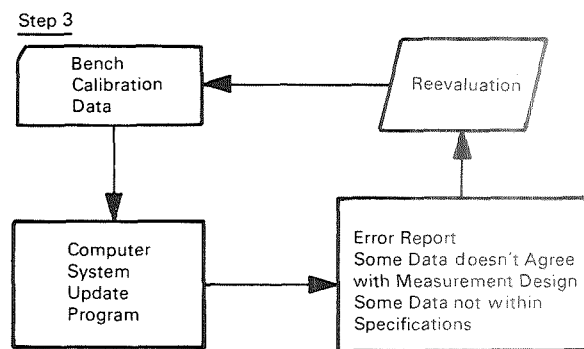 Step 3
Bench
Calibration
Data
Reevaluation
Computer
System
Update
Program
Error Report
Some Data doesn't Agree
with Measurement Design
Some Data not within
Specifications